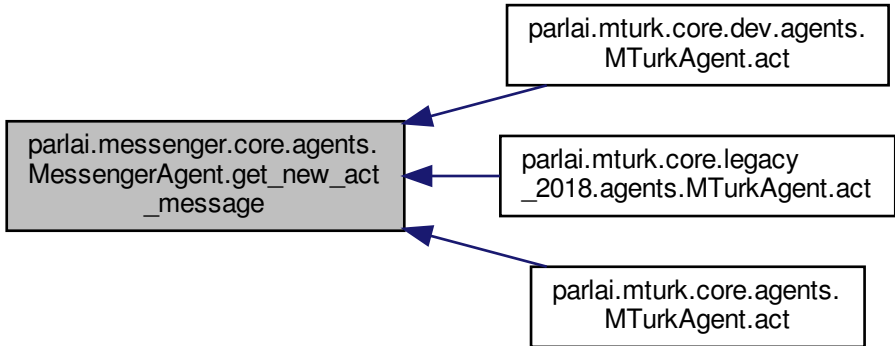 parlai.messenger.core.agents.
MessengerAgent.get_new_act
_message
parlai.mturk.core.dev.agents.
MTurkAgent.act
parlai.mturk.core.legacy
_2018.agents.MTurkAgent.act
parlai.mturk.core.agents.
MTurkAgent.act